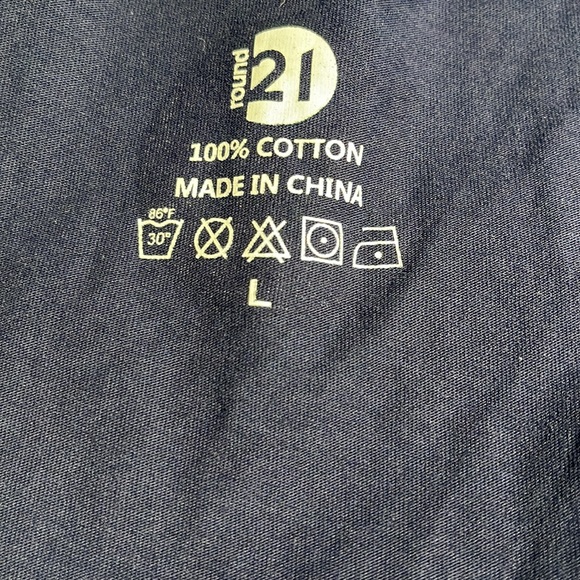 round
21
100% COTTON
MADE IN CHINA
86°F
30°
L